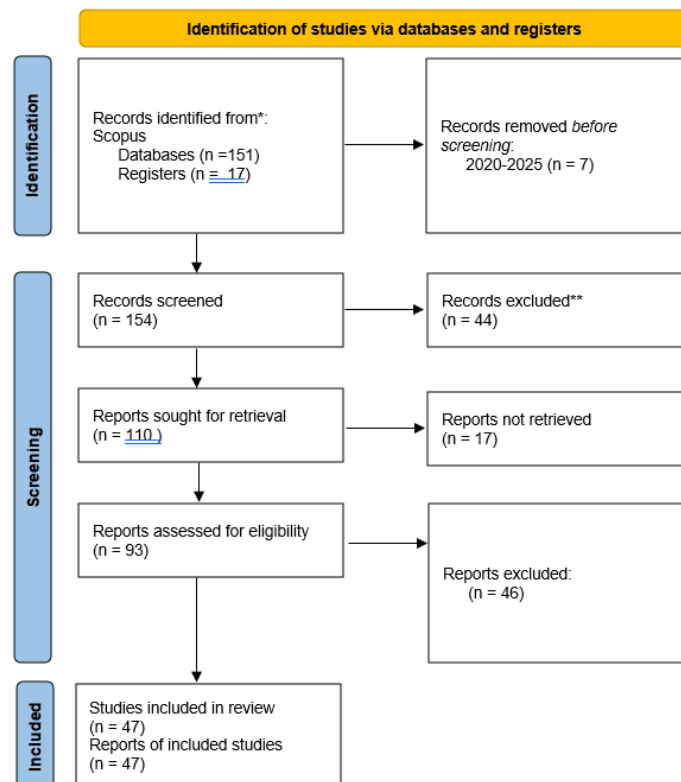 Identification of studies via databases and registers
Identification
Records identified from*:
Scopus
Databases (n =151)
Registers (n = 17)
Records removed before
screening:
2020-2025 (n = 7)
Screening
Records screened
(n = 154)
Records excluded**
(n = 44)
Reports sought for retrieval
(n = 110 )
Reports not retrieved
(n = 17)
Reports assessed for eligibility
(n = 93)
Reports excluded:
(n = 46)
Included
Studies included in review
(n = 47)
Reports of included studies
(n = 47)